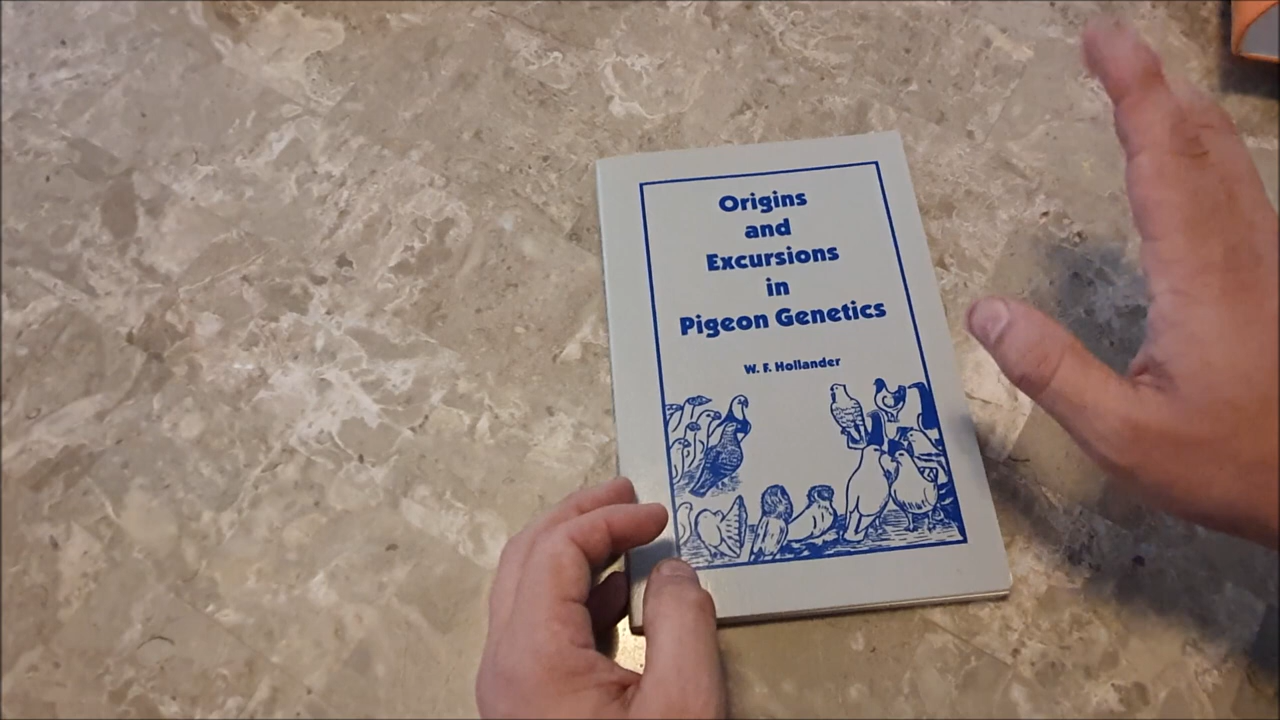 Origins
and
Excursions
in
Pigeon Genetics
W. F. Hollander